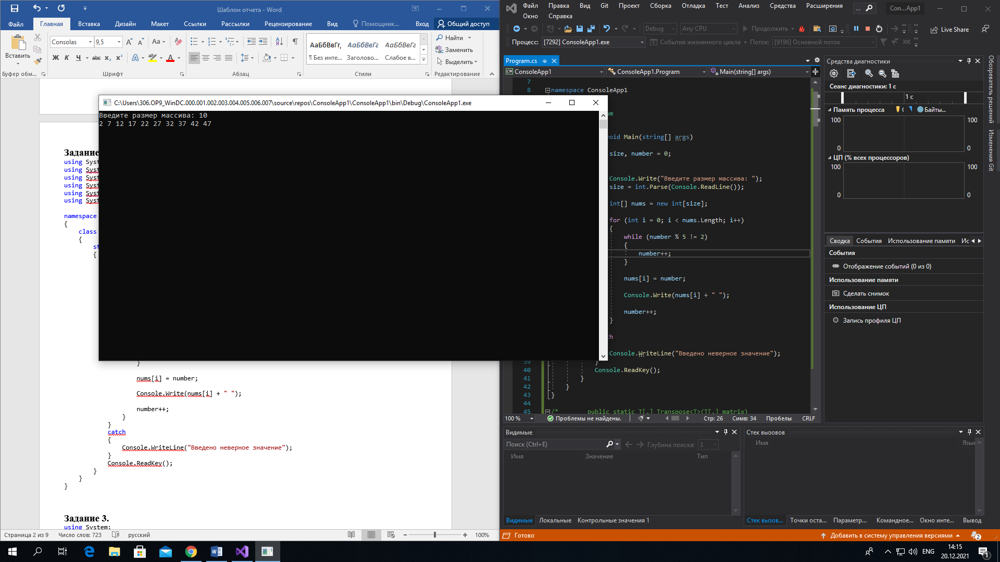 Шаблон отчета - Word
Файл Главная Вставка Дизайн Макет Ссылки Рассылки Рецензирование Вид Помощник... Вход Общий доступ
Вставить
Consolas 9,5
Ж К Ч abc x₂ x²
Буфер обм... Шрифт Абзац Стили Редактирование
АаБбВвГг, АаБбВвГг АаБбВвГг
¶ Без инте... Заголово... Слабое в...
Найти
Заменить
Выделить
C:\Users\306.OP9_WinDC.000.001.002.003.004.005.006.007\source\repos\ConsoleApp1\ConsoleApp1\bin\Debug\ConsoleApp1.exe
Введите размер массива: 10
2 7 12 17 22 27 32 37 42 47
Задание
using Syst
using Syst
using Syst
using Syst
using Syst
using Syst
namespace
{
class
{
st
{
}
nums[i] = number;
Console.Write(nums[i] + " ");
number++;
}
}
catch
{
Console.WriteLine("Введено неверное значение");
}
Console.ReadKey();
}
}
}
Задание 3.
using System;
Страница 2 из 9 Число слов: 723 русский 100%
Файл Правка Вид Git Проект Сборка Отладка Тест Анализ Средства Расширения ... Con...App1
Окно Справка
Debug Any CPU Продолжить Live Share
Процесс: [7292] ConsoleApp1.exe События жизненного цикла Поток: [9196] Основной поток
Program.cs
ConsoleApp1 ConsoleApp1.Program Main(string[] args)
7
8 namespace ConsoleApp1
am
void Main(string[] args)
size, number = 0;
Console.Write("Введите размер массива: ");
size = int.Parse(Console.ReadLine());
int[] nums = new int[size];
for (int i = 0; i < nums.Length; i++)
{
while (number % 5 != 2)
{
number++;
}
nums[i] = number;
Console.Write(nums[i] + " ");
number++;
}
ch
Console.WriteLine("Введено неверное значение");
39 }
40 Console.ReadKey();
41 }
42 }
43 }
44
45 /* public static T[,] Transpose<T>(T[,] matrix)
100 % Проблемы не найдены. Стр: 26 Симв: 34 Пробелы CRLF
Средства диагностики
Сеанс диагностики: 1 с
1 с
Память процесса Байты...
100 100
0 0
ЦП (% всех процессоров)
100 100
0 0
Сводка События Использование памяти Ис
События
Отображение событий (0 из 0)
Использование памяти
Сделать снимок
Использование ЦП
Запись профиля ЦП
Обозреватель решений
Изменения Git
Видимые
Поиск (Ctrl+E) Глубина поиска: 3
Имя Значение Тип
Видимые Локальные Контрольные значения 1
Стек вызовов
Имя Язык
Стек вызов... Точки оста... Параметр... Командное... Окно инте... Вывод
Готово Добавить в систему управления версиями 2
ENG 14:15
20.12.2021
1